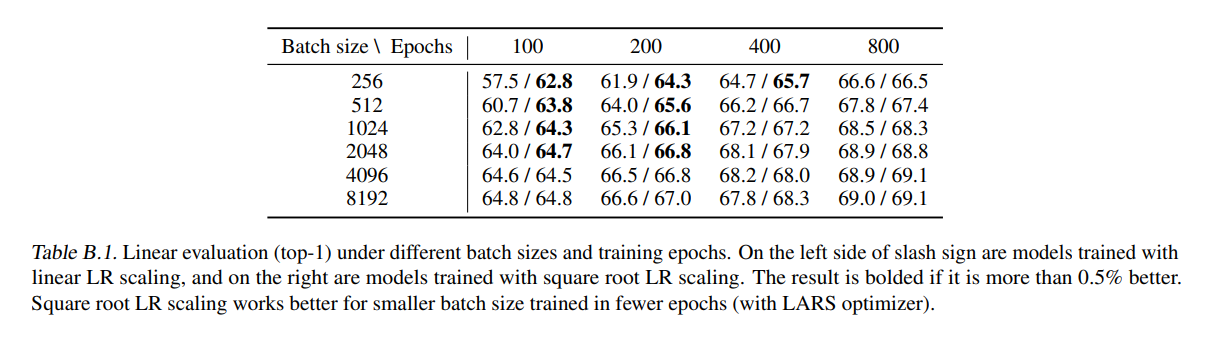 Batch size \ Epochs 100 200 400 800
256 57.5 / 62.8 61.9 / 64.3 64.7 / 65.7 66.6 / 66.5
512 60.7 / 63.8 64.0 / 65.6 66.2 / 66.7 67.8 / 67.4
1024 62.8 / 64.3 65.3 / 66.1 67.2 / 67.2 68.5 / 68.3
2048 64.0 / 64.7 66.1 / 66.8 68.1 / 67.9 68.9 / 68.8
4096 64.6 / 64.5 66.5 / 66.8 68.2 / 68.0 68.9 / 69.1
8192 64.8 / 64.8 66.6 / 67.0 67.8 / 68.3 69.0 / 69.1
Table B.1. Linear evaluation (top-1) under different batch sizes and training epochs. On the left side of slash sign are models trained with
linear LR scaling, and on the right are models trained with square root LR scaling. The result is bolded if it is more than 0.5% better.
Square root LR scaling works better for smaller batch size trained in fewer epochs (with LARS optimizer).